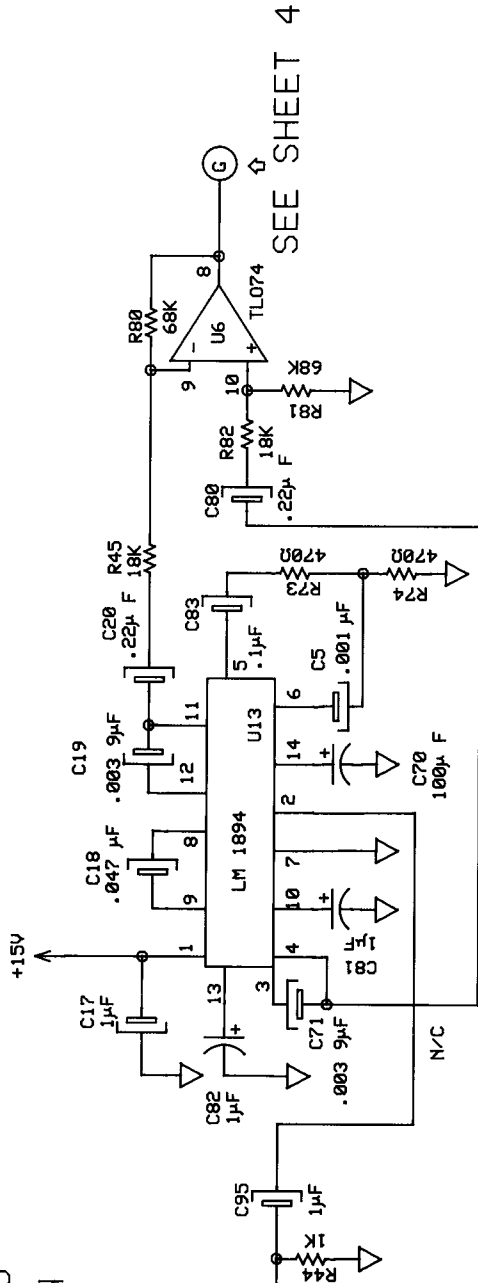 SEE SHEET 4
G
8
R80
68K
U6
TL074
-
+
9
10
68K
R81
R82
18K
C80
.22µ F
R45
18K
C20
.22µ F
C83
.1µF
5
470Ω
R73
470Ω
R74
C5
.001 µF
6
C19
.003 9µF
11
12
U13
LM 1894
14
+
C70
100µ F
2
C18
.047 µF
8
9
7
10
+
1µF
C81
+15V
1
C17
1µF
13
C82
1µF
+
3
4
C71
.003 9µF
N/C
C95
1µF
1K
R44